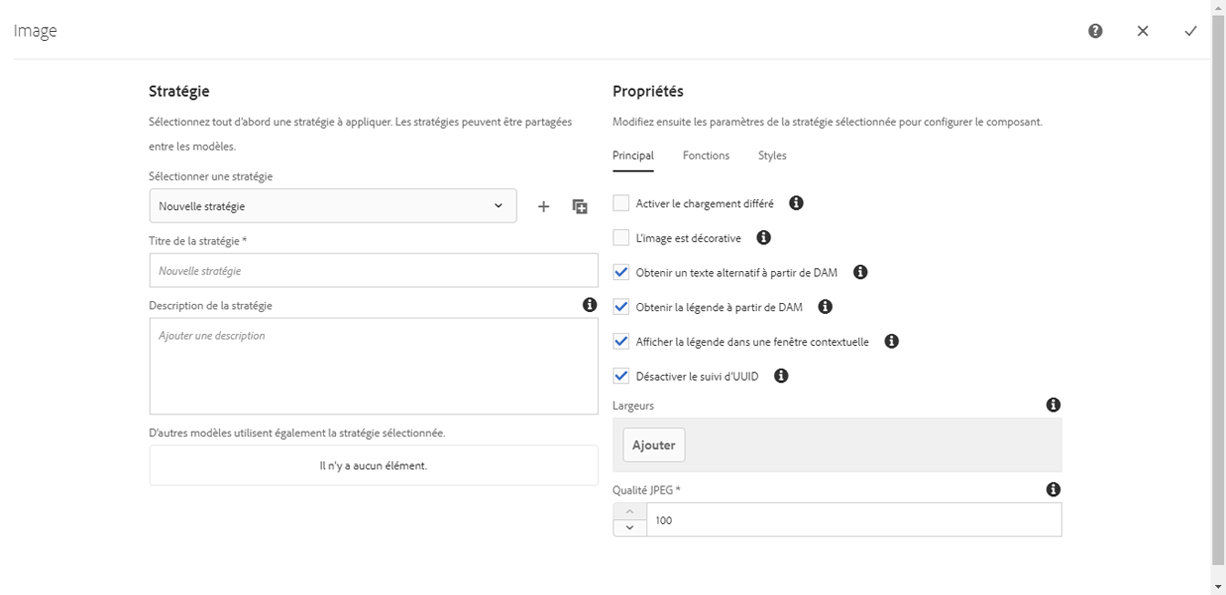 Image
Stratégie
Sélectionnez tout d'abord une stratégie à appliquer. Les stratégies peuvent être partagées
entre les modèles.
Sélectionner une stratégie
Nouvelle stratégie
Titre de la stratégie *
Nouvelle stratégie
Description de la stratégie
Ajouter une description
D'autres modèles utilisent également la stratégie sélectionnée.
Il n'y a aucun élément.
Propriétés
Modifiez ensuite les paramètres de la stratégie sélectionnée pour configurer le composant.
Principal Fonctions Styles
Activer le chargement différé
L'image est décorative
Obtenir un texte alternatif à partir de DAM
Obtenir la légende à partir de DAM
Afficher la légende dans une fenêtre contextuelle
Désactiver le suivi d'UUID
Largeurs
Ajouter
Qualité JPEG *
100